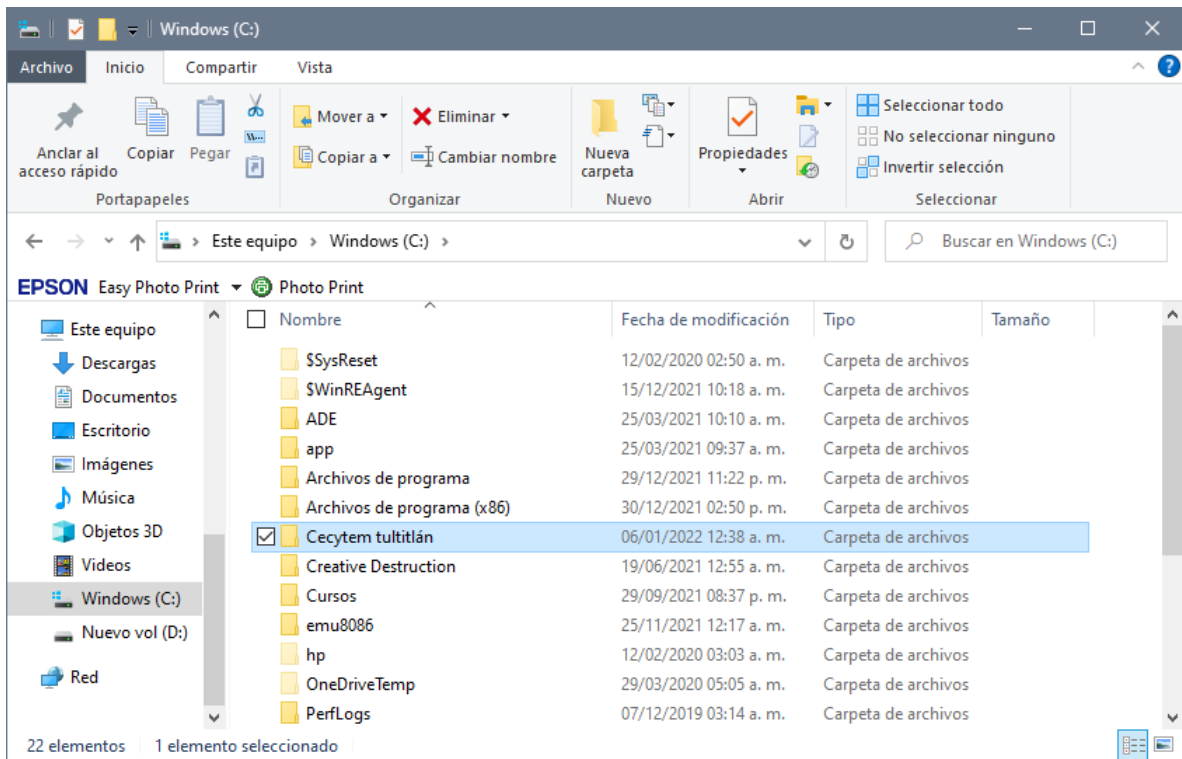 Windows (C:)
Archivo Inicio Compartir Vista
Anclar al acceso rápido Copiar Pegar
Mover a Eliminar
Copiar a Cambiar nombre
Nueva carpeta Propiedades
Seleccionar todo
No seleccionar ninguno
Invertir selección
Portapapeles Organizar Nuevo Abrir Seleccionar
Este equipo > Windows (C:) > Buscar en Windows (C:)
EPSON Easy Photo Print Photo Print
Este equipo
Descargas
Documentos
Escritorio
Imágenes
Música
Objetos 3D
Videos
Windows (C:)
Nuevo vol (D:)
Red
Nombre Fecha de modificación Tipo Tamaño
$SysReset 12/02/2020 02:50 a. m. Carpeta de archivos
$WinREAgent 15/12/2021 10:18 a. m. Carpeta de archivos
ADE 25/03/2021 10:10 a. m. Carpeta de archivos
app 25/03/2021 09:37 a. m. Carpeta de archivos
Archivos de programa 29/12/2021 11:22 p. m. Carpeta de archivos
Archivos de programa (x86) 30/12/2021 02:50 p. m. Carpeta de archivos
Cecytem tultitlán 06/01/2022 12:38 a. m. Carpeta de archivos
Creative Destruction 19/06/2021 12:55 a. m. Carpeta de archivos
Cursos 29/09/2021 08:37 p. m. Carpeta de archivos
emu8086 25/11/2021 12:17 a. m. Carpeta de archivos
hp 12/02/2020 03:03 a. m. Carpeta de archivos
OneDriveTemp 29/03/2020 05:05 a. m. Carpeta de archivos
PerfLogs 07/12/2019 03:14 a. m. Carpeta de archivos
22 elementos 1 elemento seleccionado